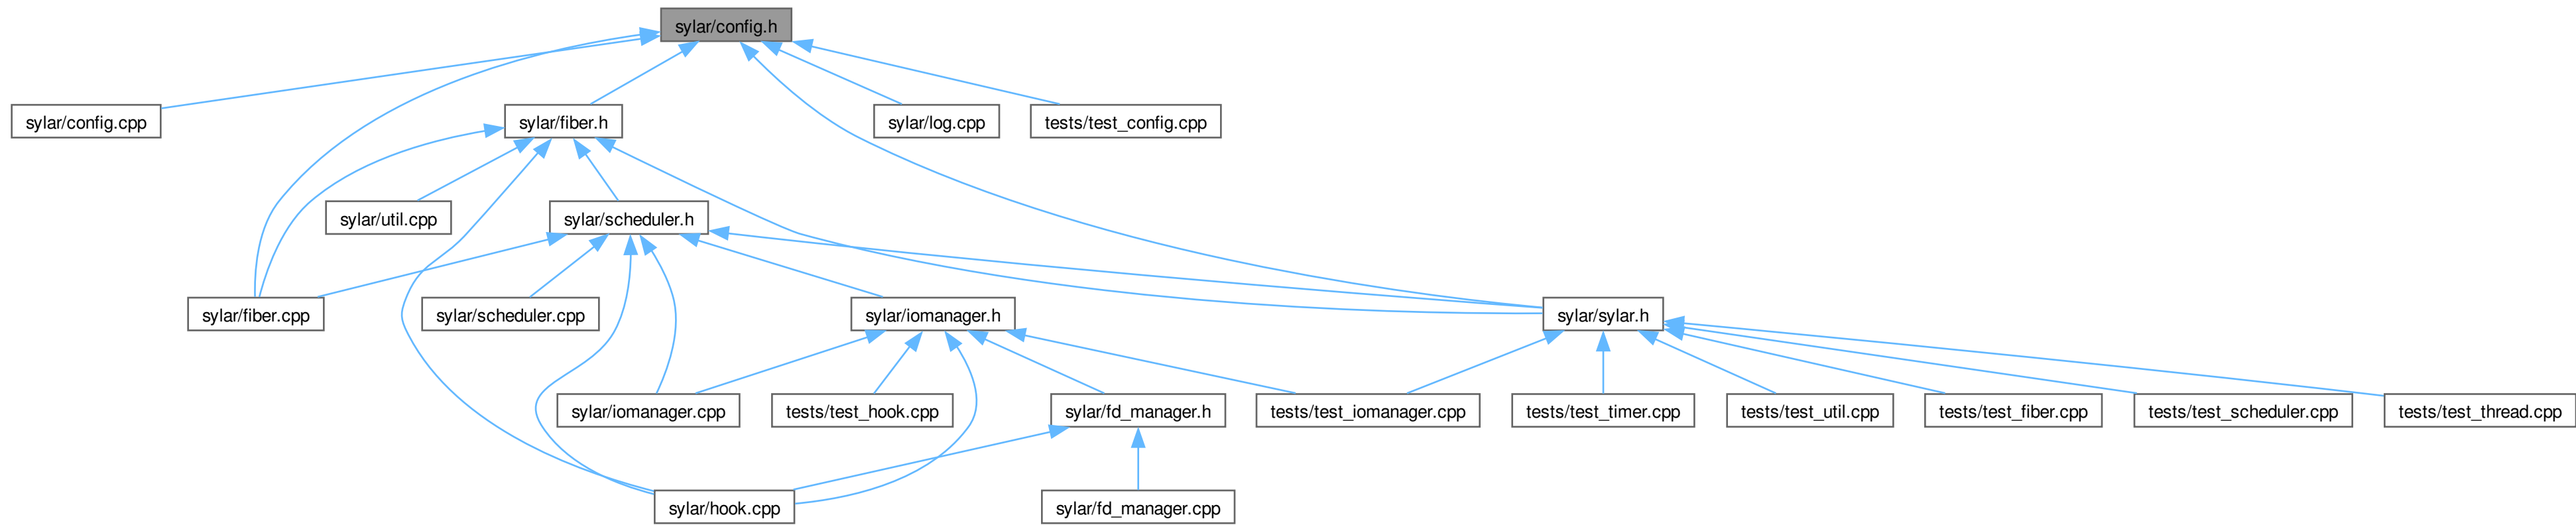 sylar/config.h
sylar/config.cpp
sylar/fiber.h
sylar/log.cpp
tests/test_config.cpp
sylar/util.cpp
sylar/scheduler.h
sylar/fiber.cpp
sylar/scheduler.cpp
sylar/iomanager.h
sylar/sylar.h
sylar/iomanager.cpp
tests/test_hook.cpp
sylar/fd_manager.h
tests/test_iomanager.cpp
tests/test_timer.cpp
tests/test_util.cpp
tests/test_fiber.cpp
tests/test_scheduler.cpp
tests/test_thread.cpp
sylar/hook.cpp
sylar/fd_manager.cpp